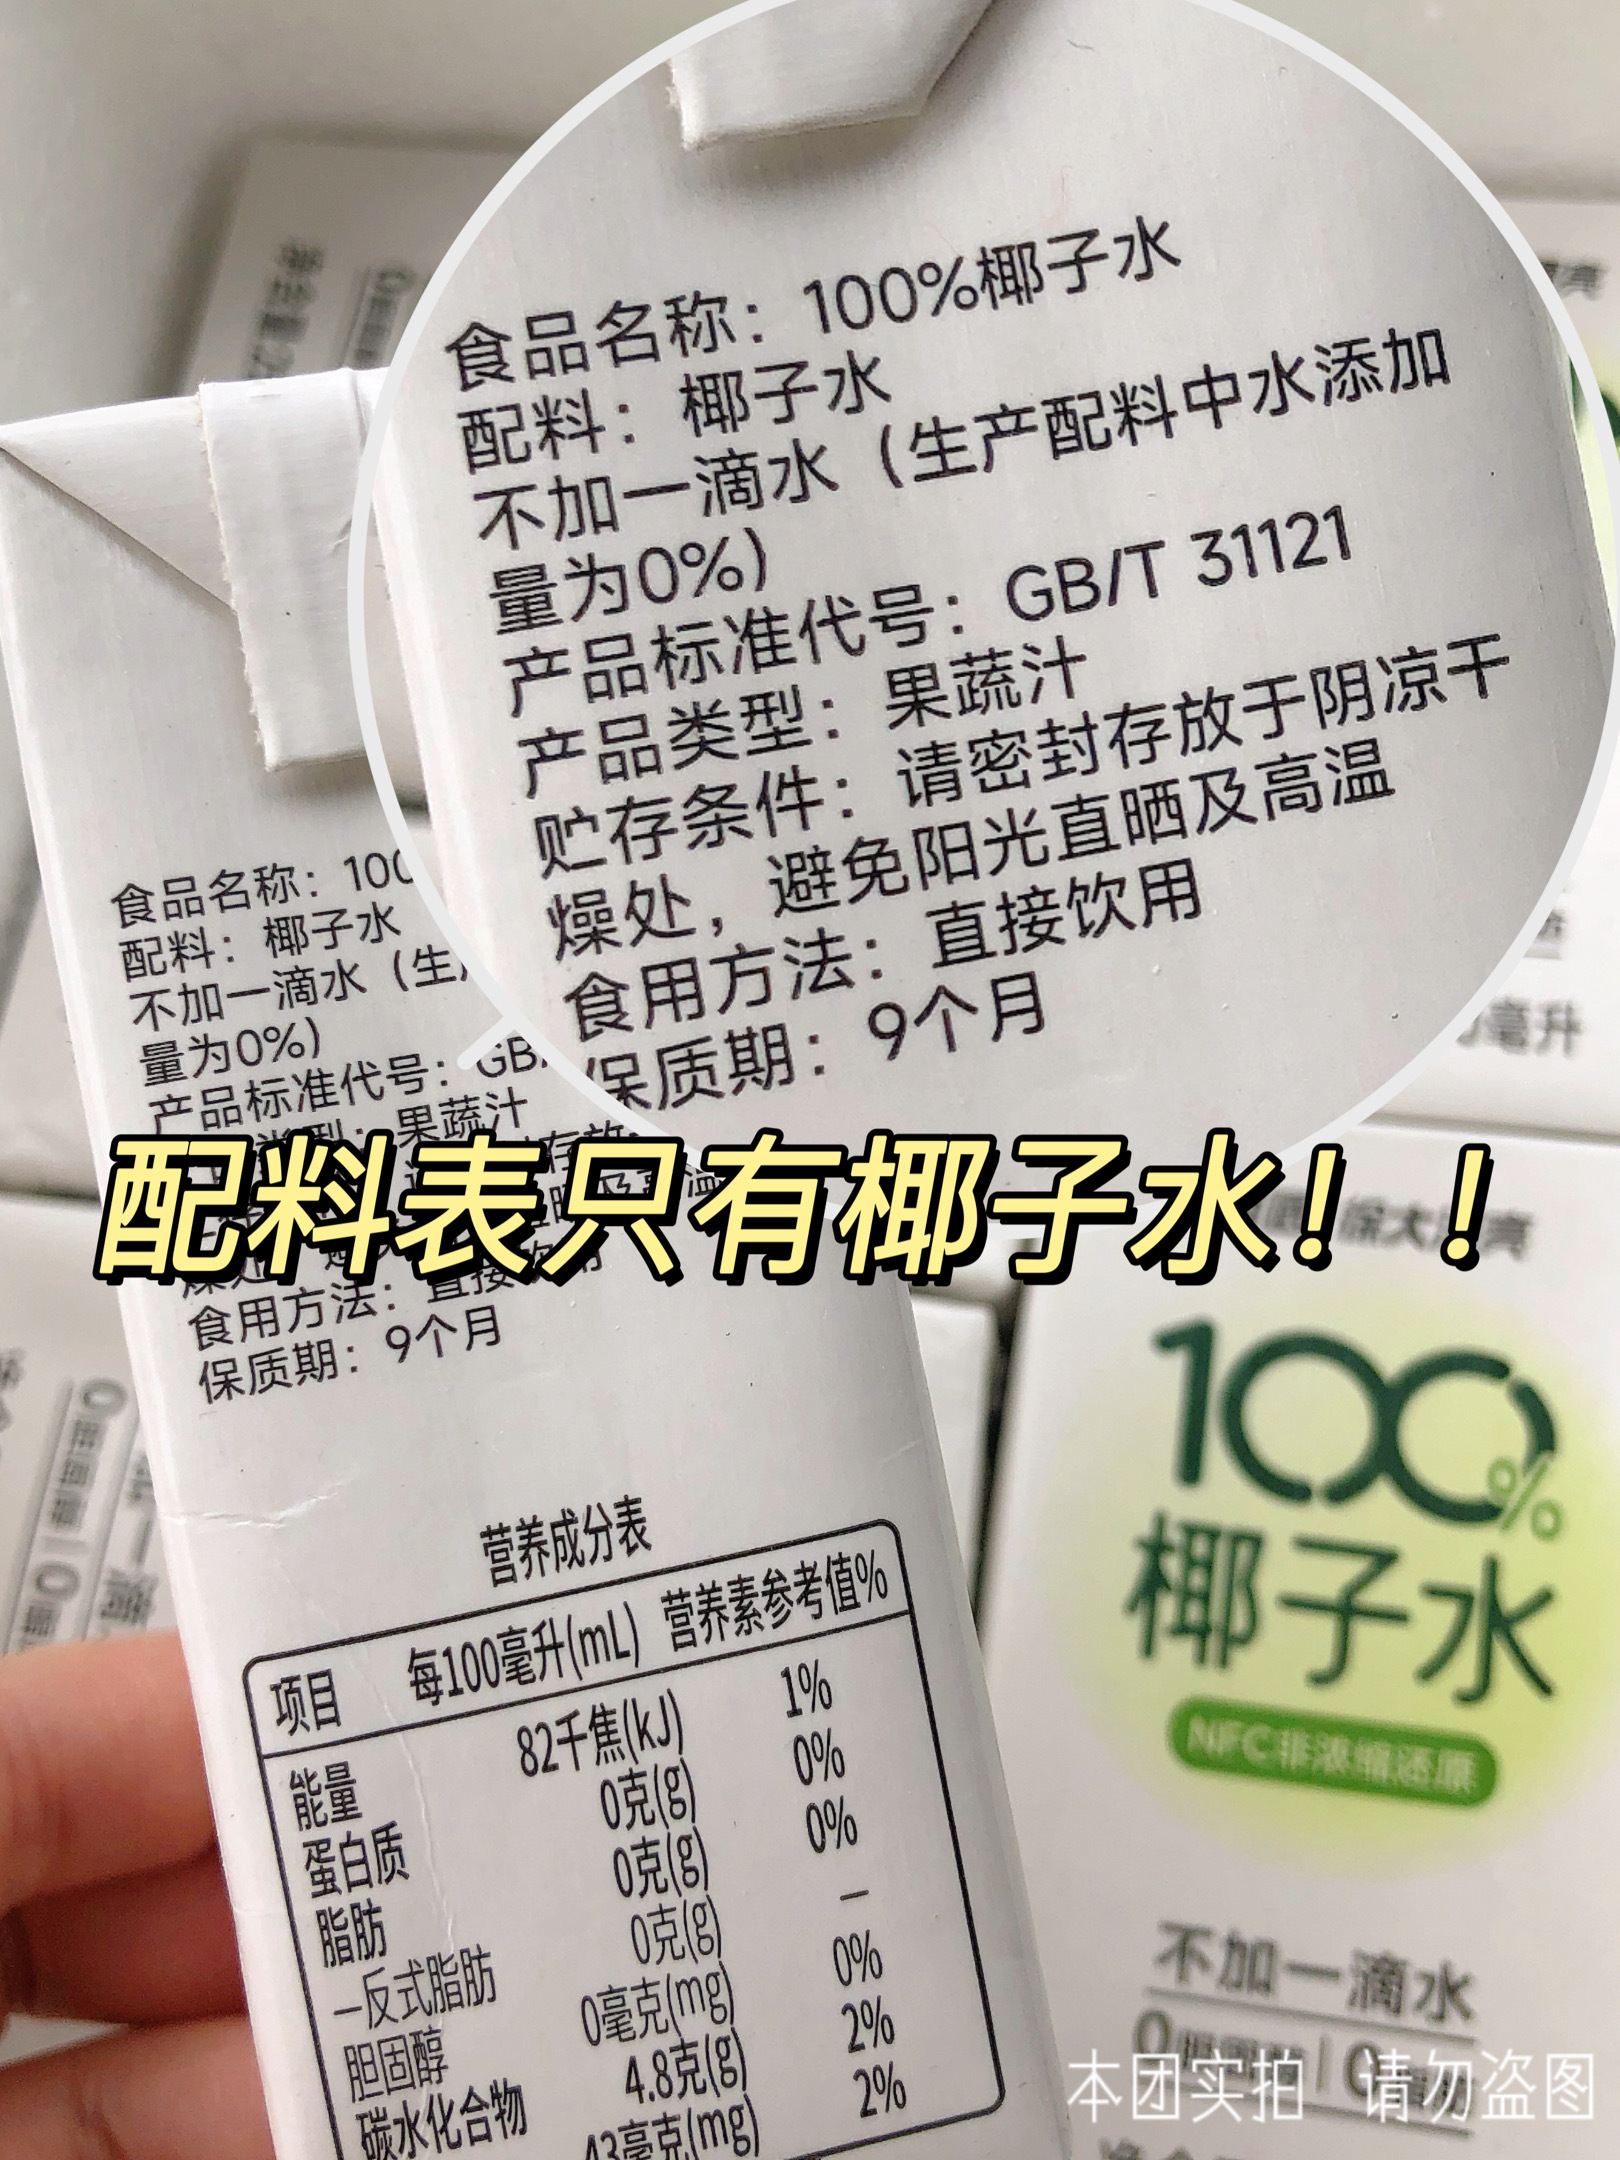 食品名称：100%椰子水
配料：椰子水
不加一滴水（生产配料中水添加
量为0%）
产品标准代号：GB/T 31121
产品类型：果蔬汁
贮存条件：请密封存放于阴凉干
燥处，避免阳光直晒及高温
食用方法：直接饮用
保质期：9个月
食品名称：100
配料：椰子水
不加一滴水（生
量为0%）
产品标准代号：GB
果蔬汁
配料表只有椰子水！！
食用方法：直接饮用
保质期：9个月
营养成分表
项目 每100毫升(mL) 营养素参考值%
能量 82千焦(kJ) 1%
蛋白质 0克(g) 0%
脂肪 0克(g) 0%
—反式脂肪 0克(g) —
胆固醇 0毫克(mg) 0%
碳水化合物 4.8克(g) 2%
43毫克(mg) 2%
100%
椰子水
NFC非浓缩还原
不加一滴水
毫升
本团实拍 请勿盗图